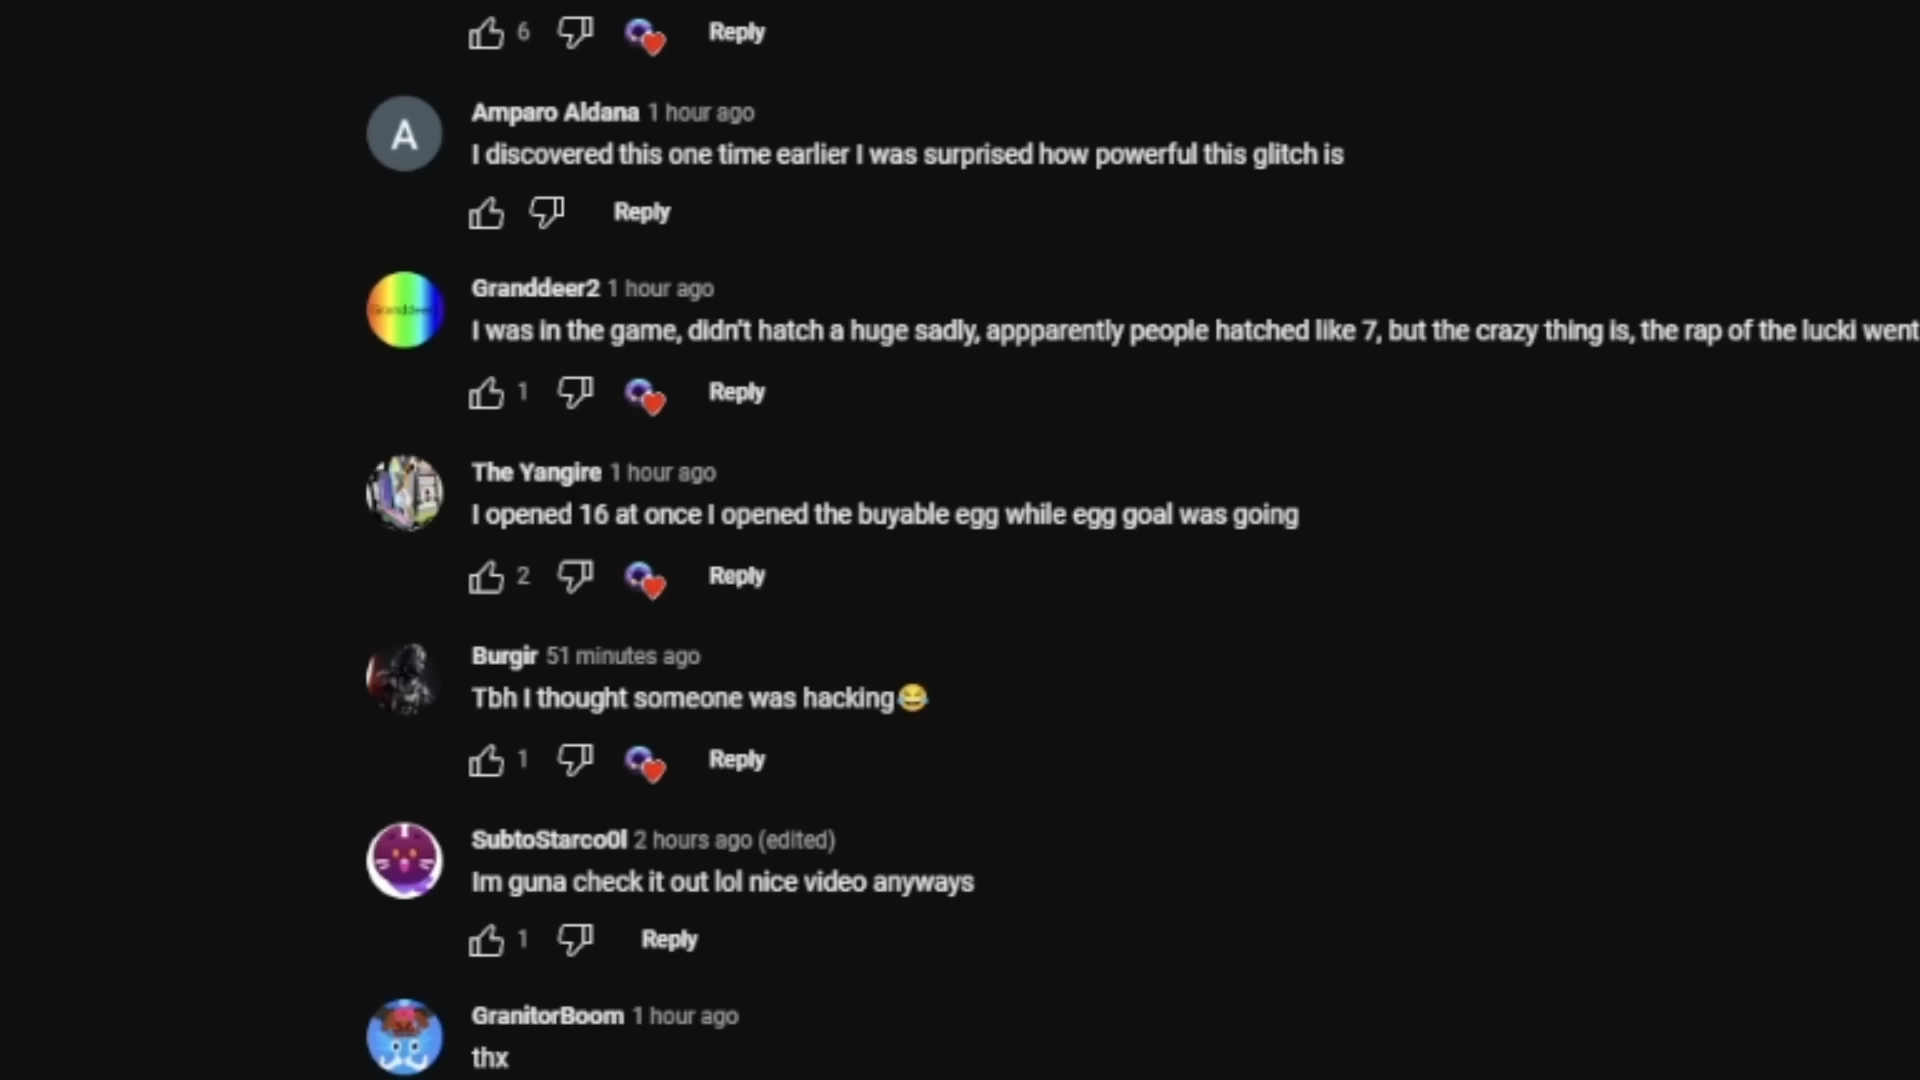 6 Reply
A
Amparo Aldana 1 hour ago
I discovered this one time earlier I was surprised how powerful this glitch is
Reply
Granddeer2 1 hour ago
I was in the game, didn't hatch a huge sadly, appparently people hatched like 7, but the crazy thing is, the rap of the lucki went
1 Reply
The Yangire 1 hour ago
I opened 16 at once I opened the buyable egg while egg goal was going
2 Reply
Burgir 51 minutes ago
Tbh I thought someone was hacking😂
1 Reply
SubtoStarco0l 2 hours ago (edited)
Im guna check it out lol nice video anyways
1 Reply
GranitorBoom 1 hour ago
thx